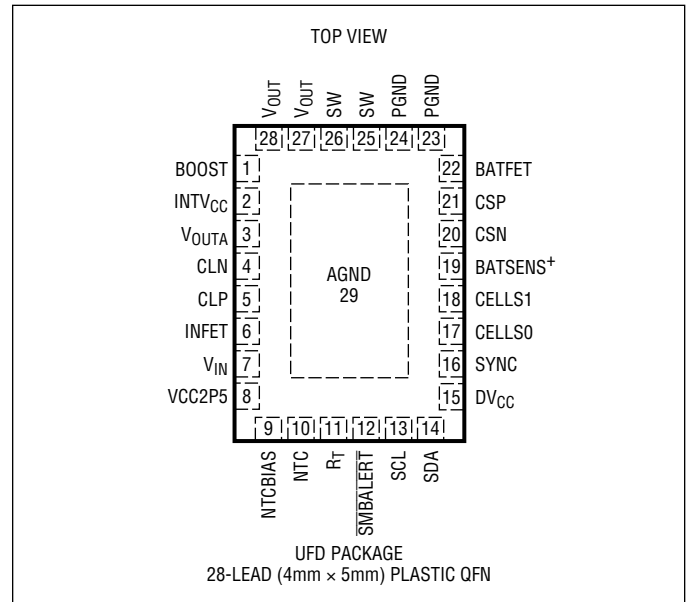 TOP VIEW
VOUT VOUT SW SW PGND PGND
28 27 26 25 24 23
BOOST 1
INTVCC 2
VOUTA 3
CLN 4
CLP 5
INFET 6
VIN 7
VCC2P5 8
AGND
29
22 BATFET
21 CSP
20 CSN
19 BATSENS+
18 CELLS1
17 CELLS0
16 SYNC
15 DVCC
9 10 11 12 13 14
NTCBIAS NTC RT SMBALERT SCL SDA
UFD PACKAGE
28-LEAD (4mm × 5mm) PLASTIC QFN